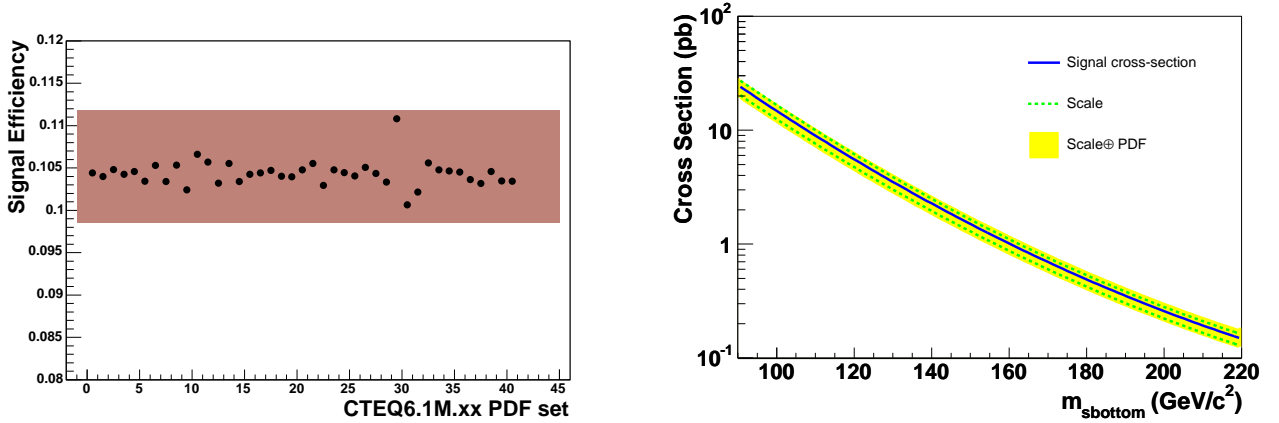 Signal Efficiency
0.12
0.115
0.11
0.105
0.1
0.095
0.09
0.085
0.08
0 5 10 15 20 25 30 35 40 45
CTEQ6.1M.xx PDF set
Cross Section (pb)
10²
10
1
10⁻¹
Signal cross-section
Scale
Scale⊕ PDF
100 120 140 160 180 200 220
m_sbottom (GeV/c²)